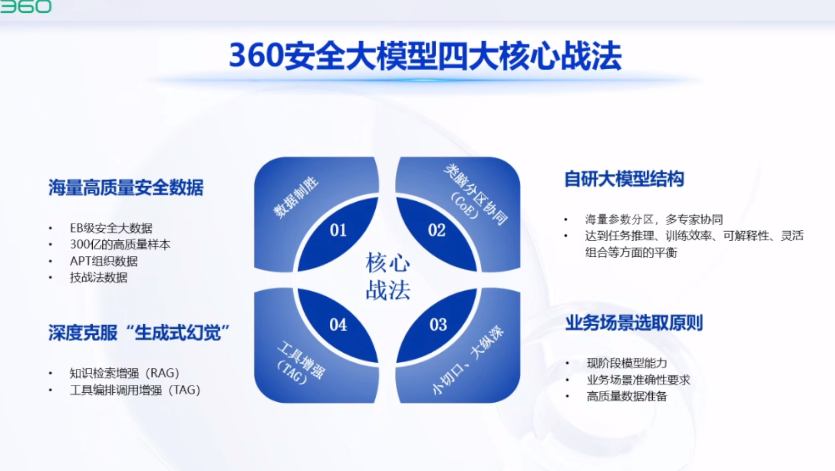 360
360安全大模型四大核心战法
海量高质量安全数据
• EB级安全大数据
• 300亿的高质量样本
• APT组织数据
• 技战法数据
深度克服“生成式幻觉”
• 知识检索增强（RAG）
• 工具编排调用增强（TAG）
数据制胜
01
类脑分区协同
（CoE）
02
核心
战法
04
工具增强
（TAG）
03
小切口、大纵深
自研大模型结构
• 海量参数分区，多专家协同
• 达到任务推理、训练效率、可解释性、灵活
组合等方面的平衡
业务场景选取原则
• 现阶段模型能力
• 业务场景准确性要求
• 高质量数据准备